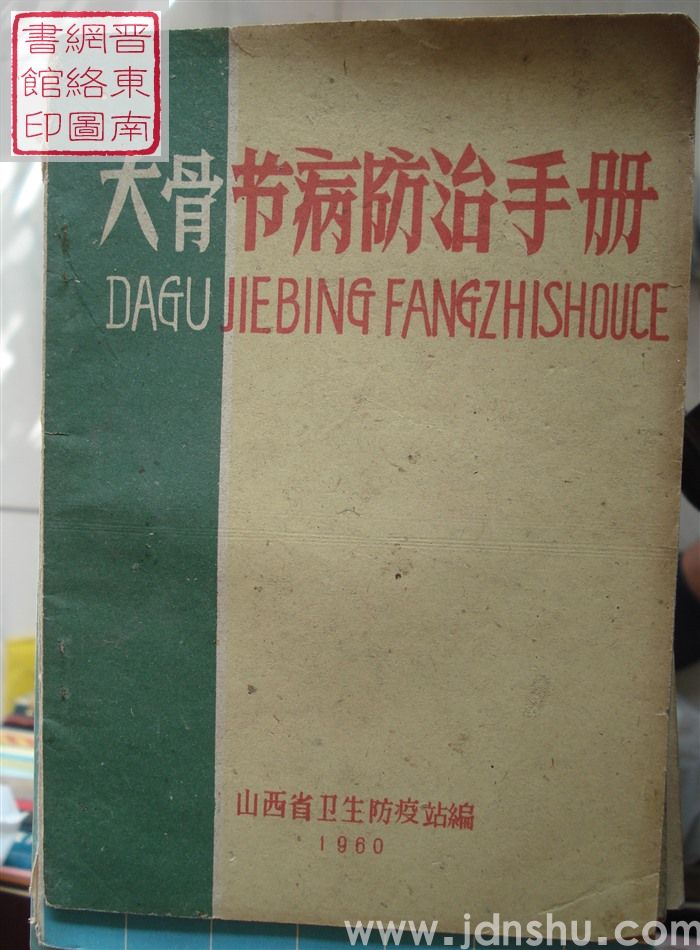 晋東南
網絡圖
書館印
大骨节病防治手册
DAGU JIEBING FANGZHISHOUCE
山西省卫生防疫站编
1960
www.jdnshu.com